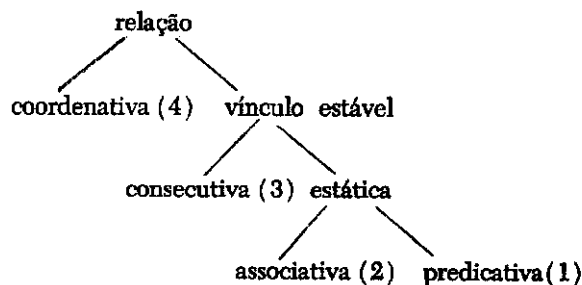 relação
coordenativa (4) vínculo estável
consecutiva (3) estática
associativa (2) predicativa (1)